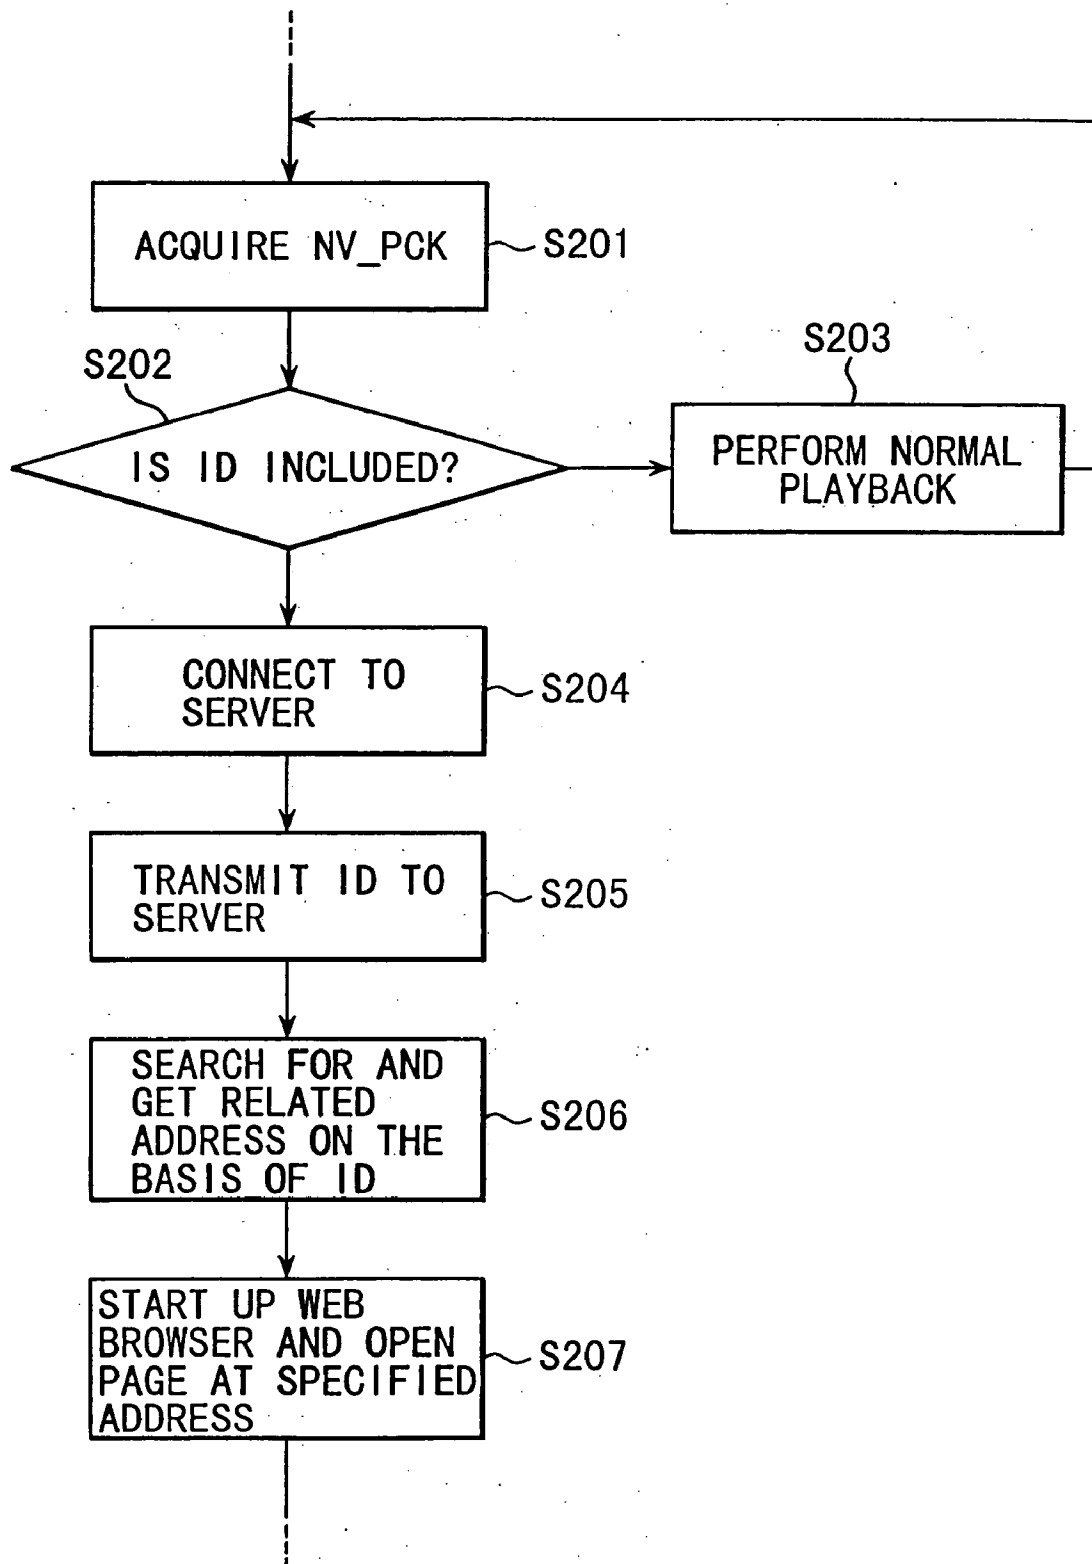 ACQUIRE NV_PCK
S201
S202
IS ID INCLUDED?
S203
PERFORM NORMAL
PLAYBACK
CONNECT TO
SERVER
S204
TRANSMIT ID TO
SERVER
S205
SEARCH FOR AND
GET RELATED
ADDRESS ON THE
BASIS OF ID
S206
START UP WEB
BROWSER AND OPEN
PAGE AT SPECIFIED
ADDRESS
S207